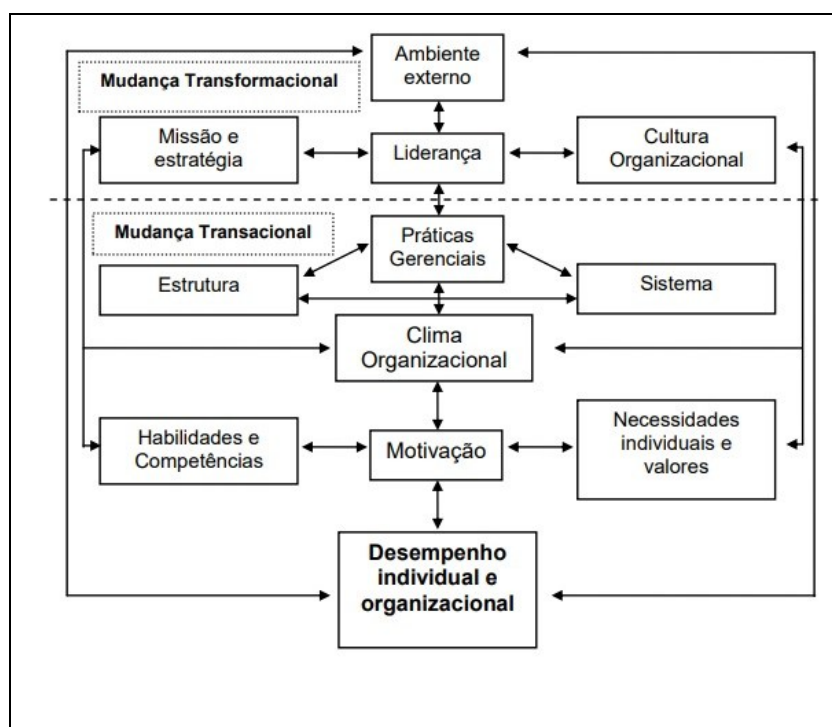 Ambiente
externo
Mudança Transformacional
Missão e
estratégia
Liderança
Cultura
Organizacional
Mudança Transacional
Práticas
Gerenciais
Estrutura
Sistema
Clima
Organizacional
Habilidades e
Competências
Motivação
Necessidades
individuais e
valores
Desempenho
individual e
organizacional